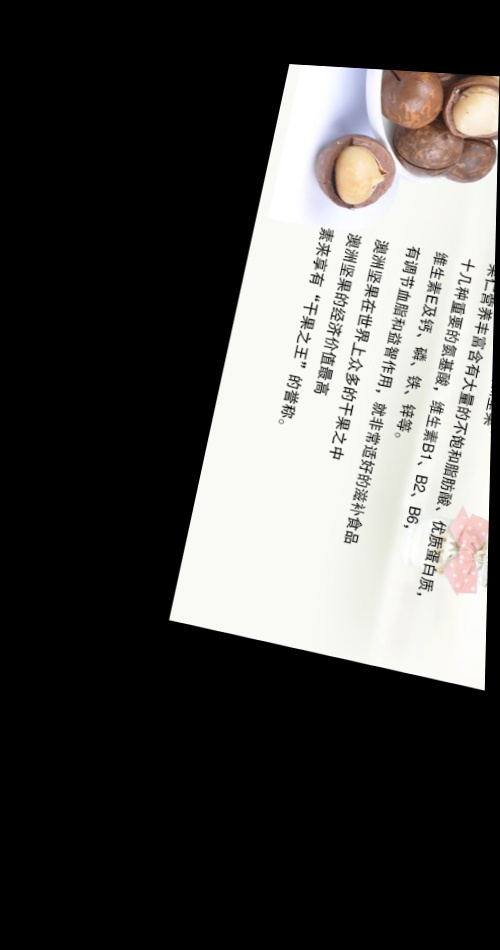 果仁营养丰富含有大量的不饱和脂肪酸、优质蛋白质，
十几种重要的氨基酸，维生素B1、B2、B6，
维生素E及钙、磷、铁、锌等。
有调节血脂和益智作用，就非常适好的滋补食品
澳洲坚果在世界上众多的干果之中
澳洲坚果的经济价值最高
素来享有“干果之王”的誉称。